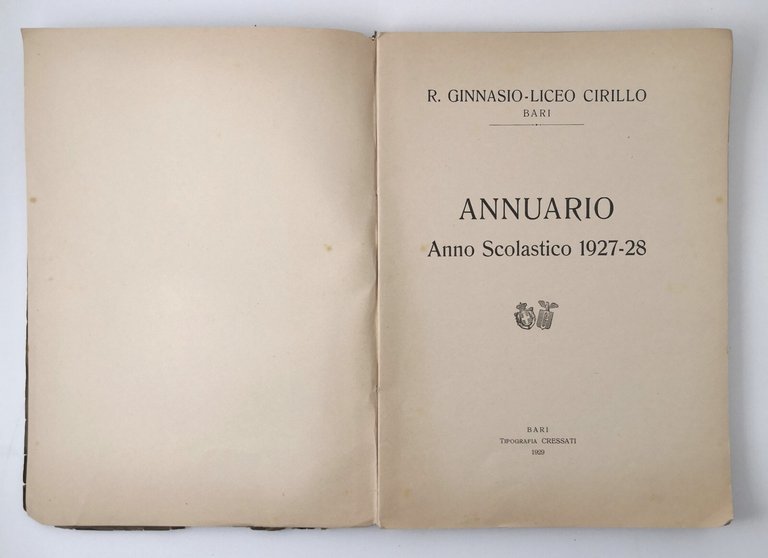 R. GINNASIO-LICEO CIRILLO
BARI
ANNUARIO
Anno Scolastico 1927-28
BARI
TIPOGRAFIA CRESSATI
1929